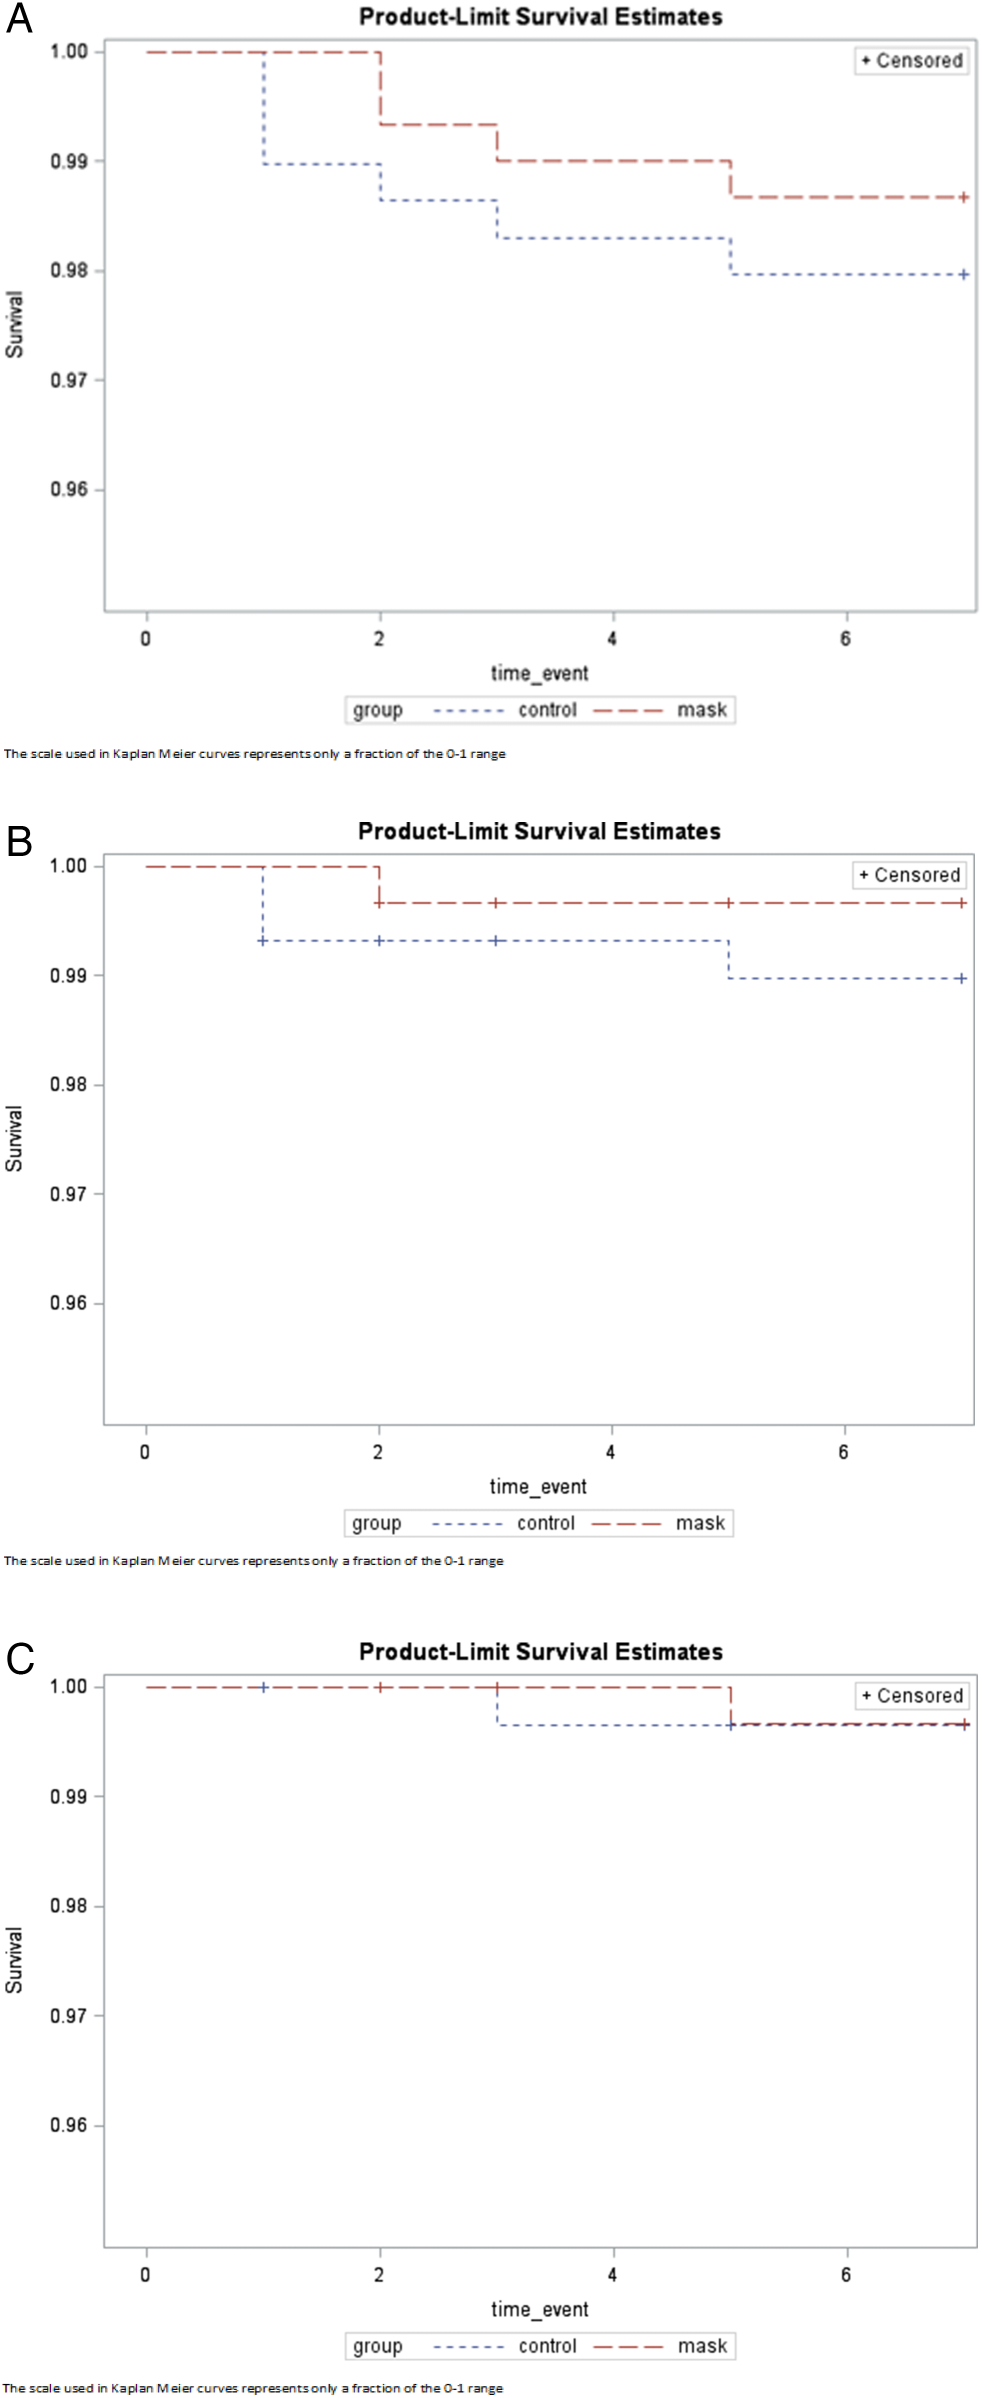 A
Product-Limit Survival Estimates
1.00
+ Censored
0.99
0.98
Survival
0.97
0.96
0 2 4 6
time_event
group control mask
The scale used in Kaplan Meier curves represents only a fraction of the 0-1 range
B
Product-Limit Survival Estimates
1.00
+ Censored
0.99
0.98
Survival
0.97
0.96
0 2 4 6
time_event
group control mask
The scale used in Kaplan Meier curves represents only a fraction of the 0-1 range
C
Product-Limit Survival Estimates
1.00
+ Censored
0.99
0.98
Survival
0.97
0.96
0 2 4 6
time_event
group control mask
The scale used in Kaplan Meier curves represents only a fraction of the 0-1 range